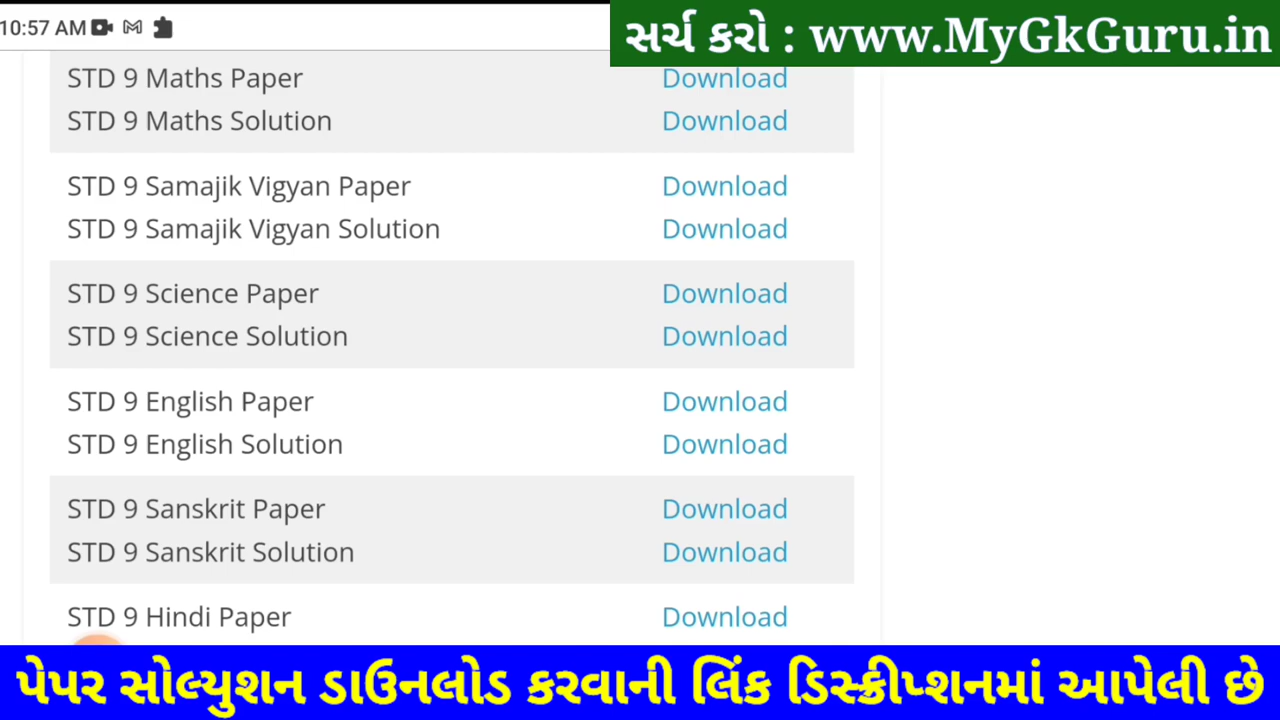 10:57 AM
સર્ચ કરો : www.MyGkGuru.in
STD 9 Maths Paper Download
STD 9 Maths Solution Download
STD 9 Samajik Vigyan Paper Download
STD 9 Samajik Vigyan Solution Download
STD 9 Science Paper Download
STD 9 Science Solution Download
STD 9 English Paper Download
STD 9 English Solution Download
STD 9 Sanskrit Paper Download
STD 9 Sanskrit Solution Download
STD 9 Hindi Paper Download
પેપર સોલ્યુશન ડાઉનલોડ કરવાની લિંક ડિસ્ક્રીપ્શનમાં આપેલી છે